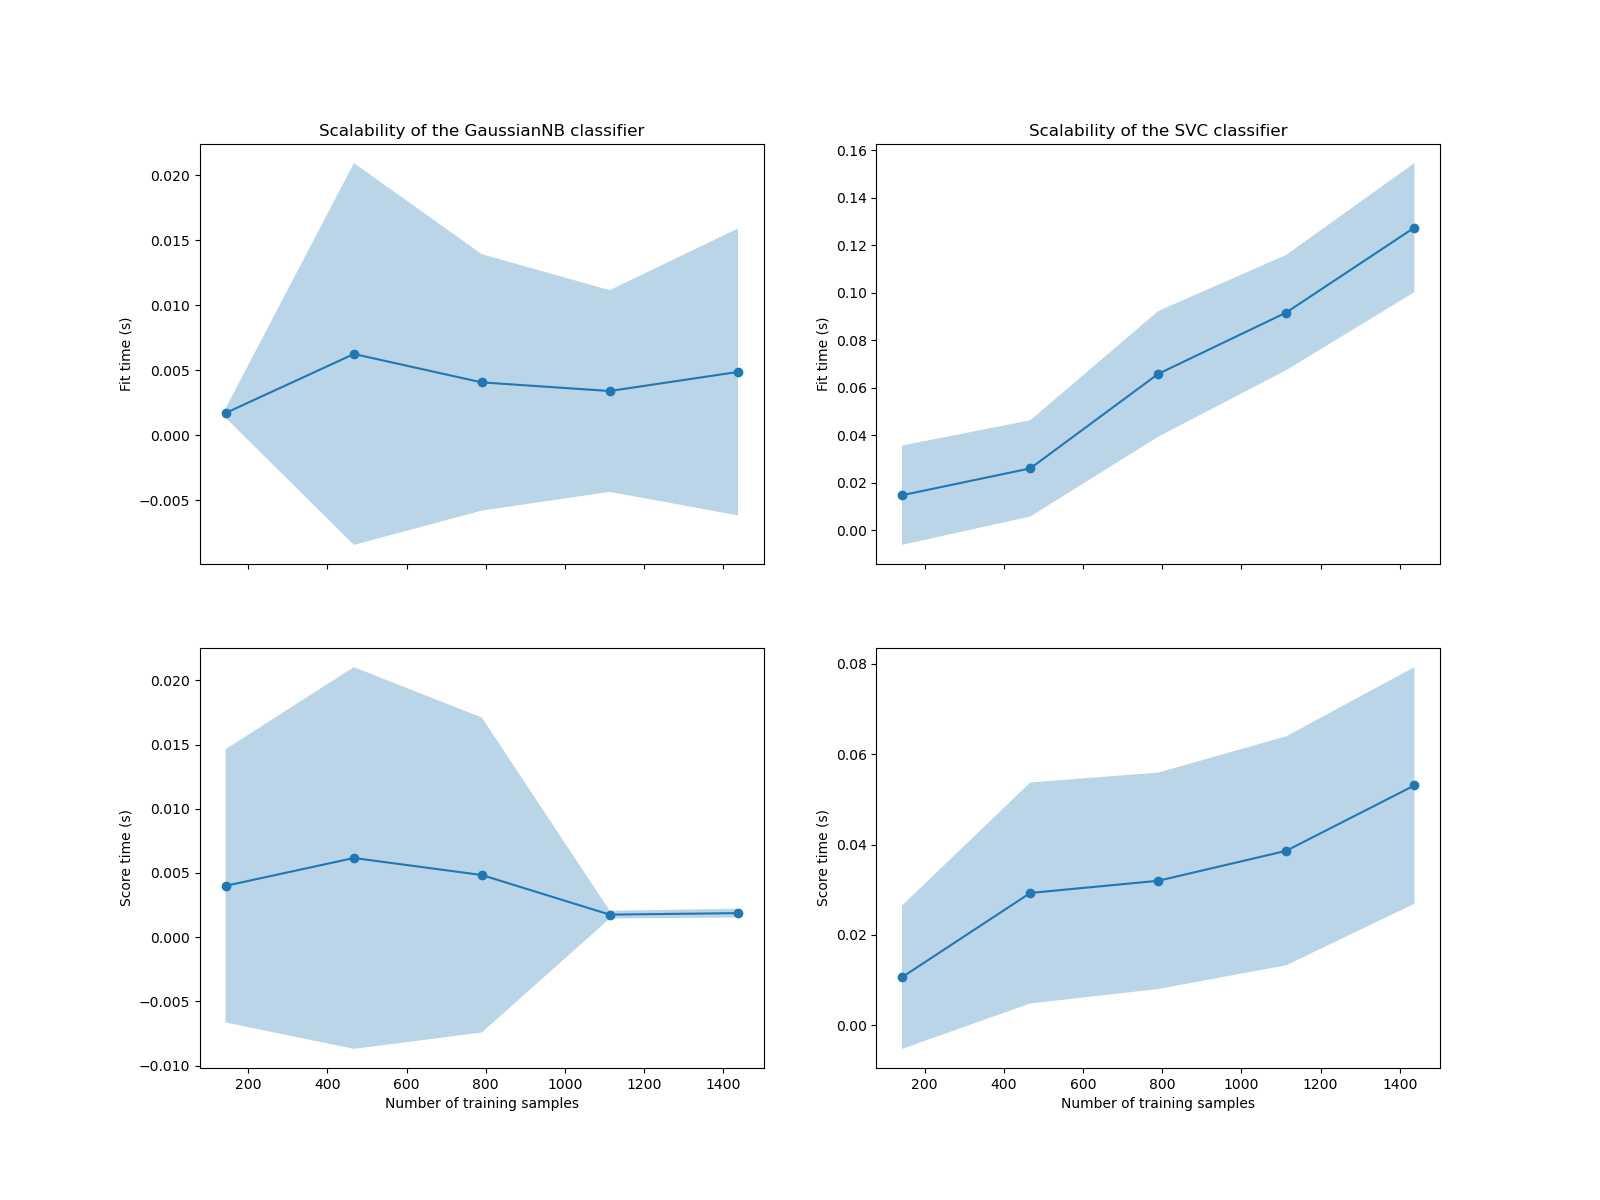 Scalability of the GaussianNB classifier
0.020
0.015
0.010
0.005
0.000
−0.005
Fit time (s)
Scalability of the SVC classifier
0.16
0.14
0.12
0.10
0.08
0.06
0.04
0.02
0.00
Fit time (s)
0.020
0.015
0.010
0.005
0.000
−0.005
−0.010
Score time (s)
200 400 600 800 1000 1200 1400
Number of training samples
0.08
0.06
0.04
0.02
0.00
Score time (s)
200 400 600 800 1000 1200 1400
Number of training samples